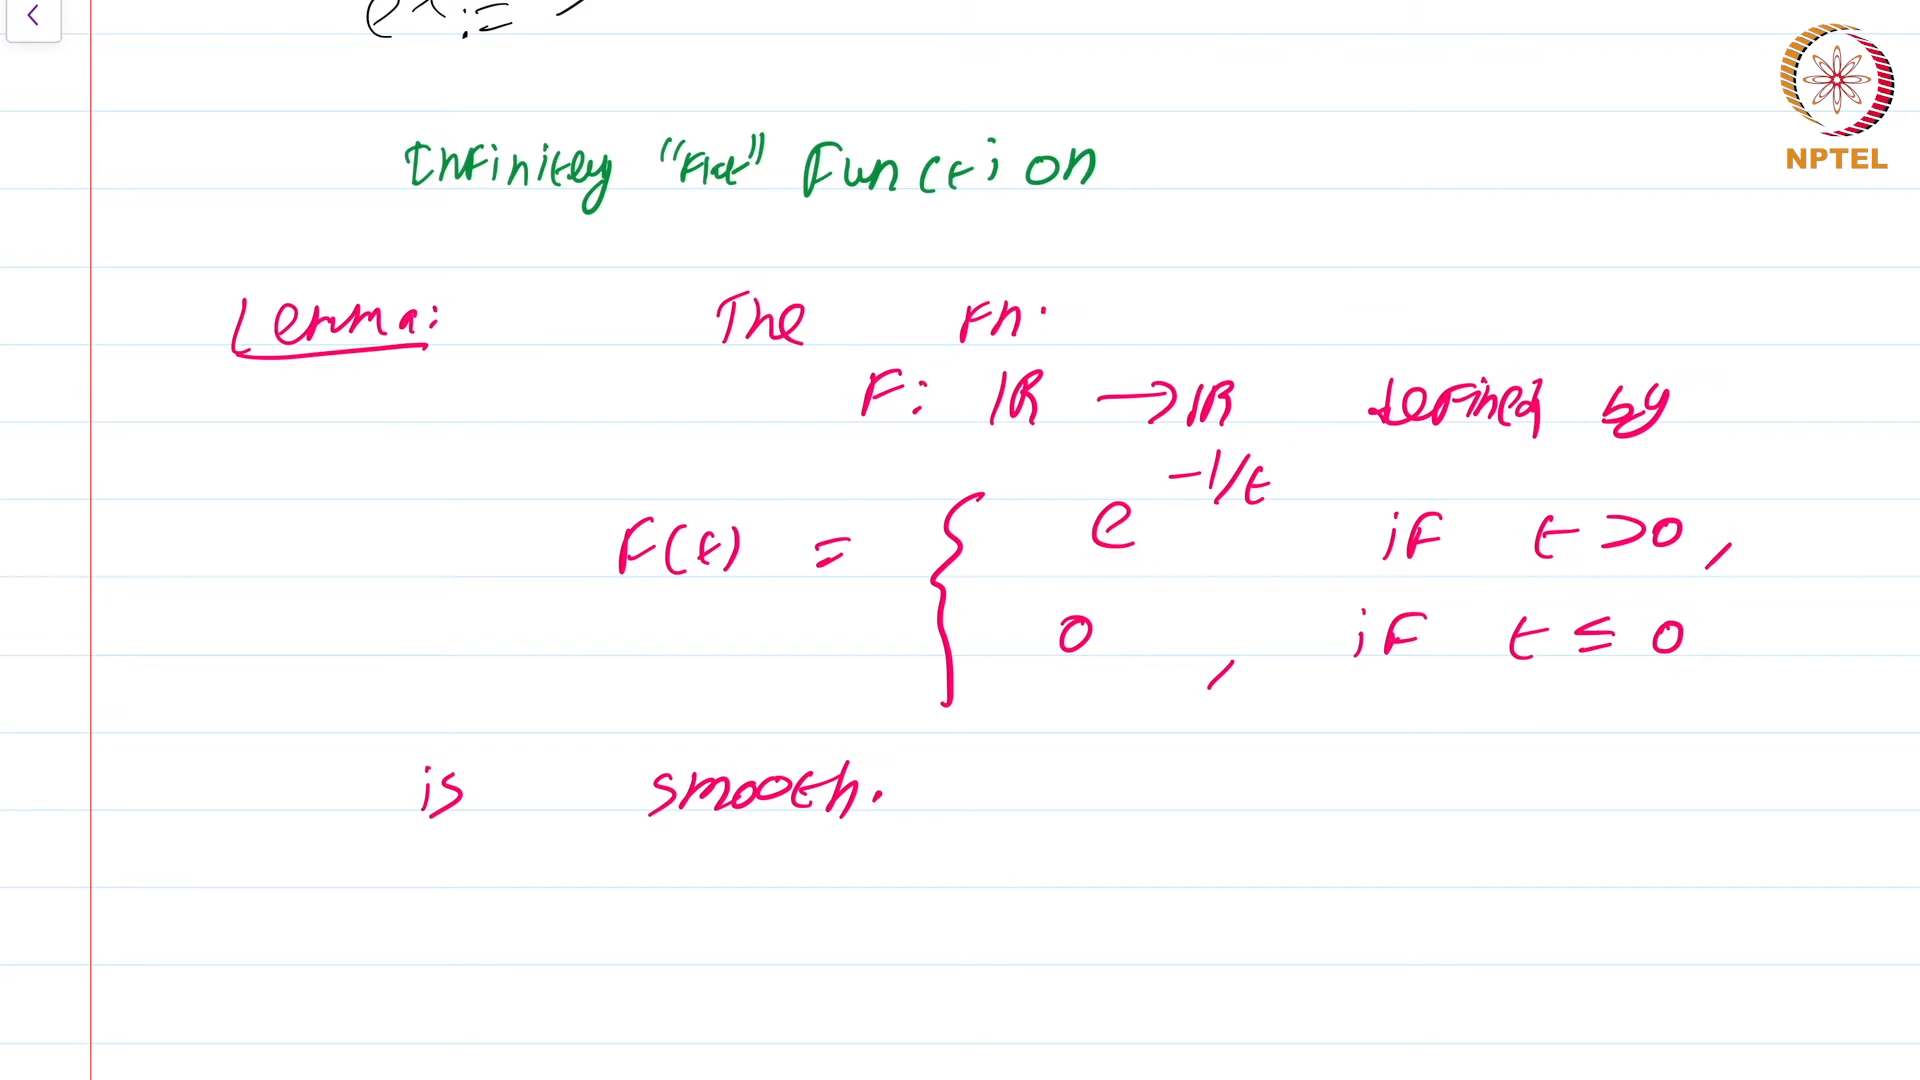 e^x :=
NPTEL
Infinitely "Flat" Function
Lemma: The Fn.
F: ℝ → ℝ defined by
F(t) = { e^{-1/t} if t > 0,
0, if t ≤ 0
is smooth.